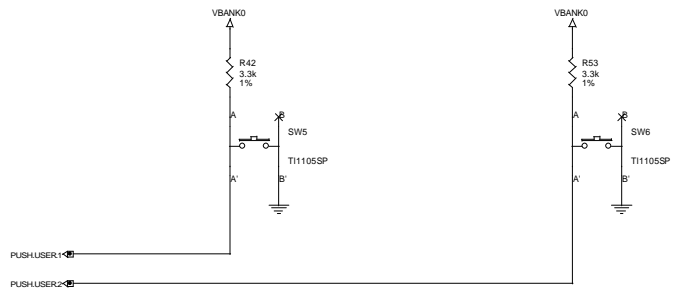 VBANK0 VBANK0
R42 R53
3.3k 3.3k
1% 1%
A B A B
SW5 SW6
TI1105SP TI1105SP
A' B' A' B'
PUSH.USER.1
PUSH.USER.2